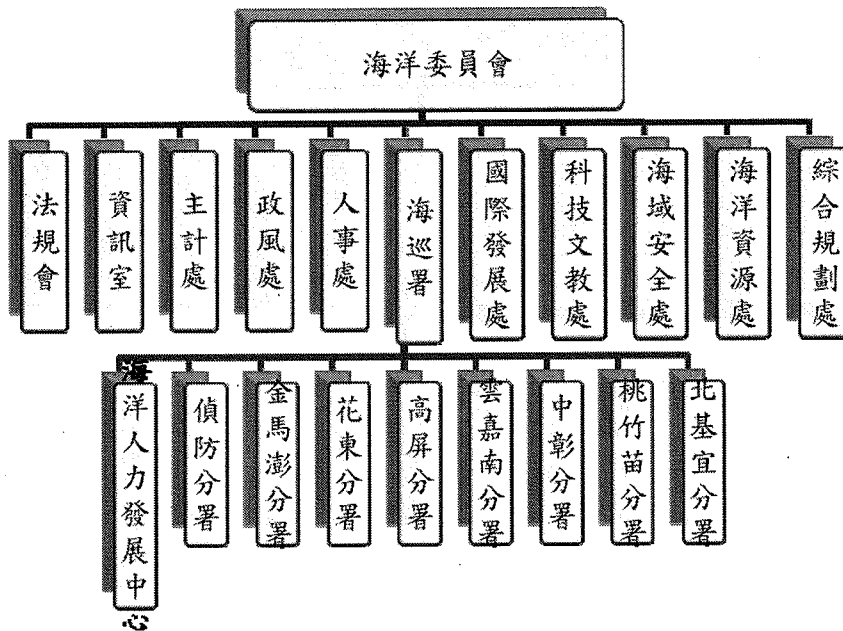 海洋委員會
法規會
資訊室
主計處
政風處
人事處
海巡署
國際發展處
科技文教處
海域安全處
海洋資源處
綜合規劃處
海洋人力發展中心
偵防分署
金馬澎分署
花東分署
高屏分署
雲嘉南分署
中彰分署
桃竹苗分署
北基宜分署